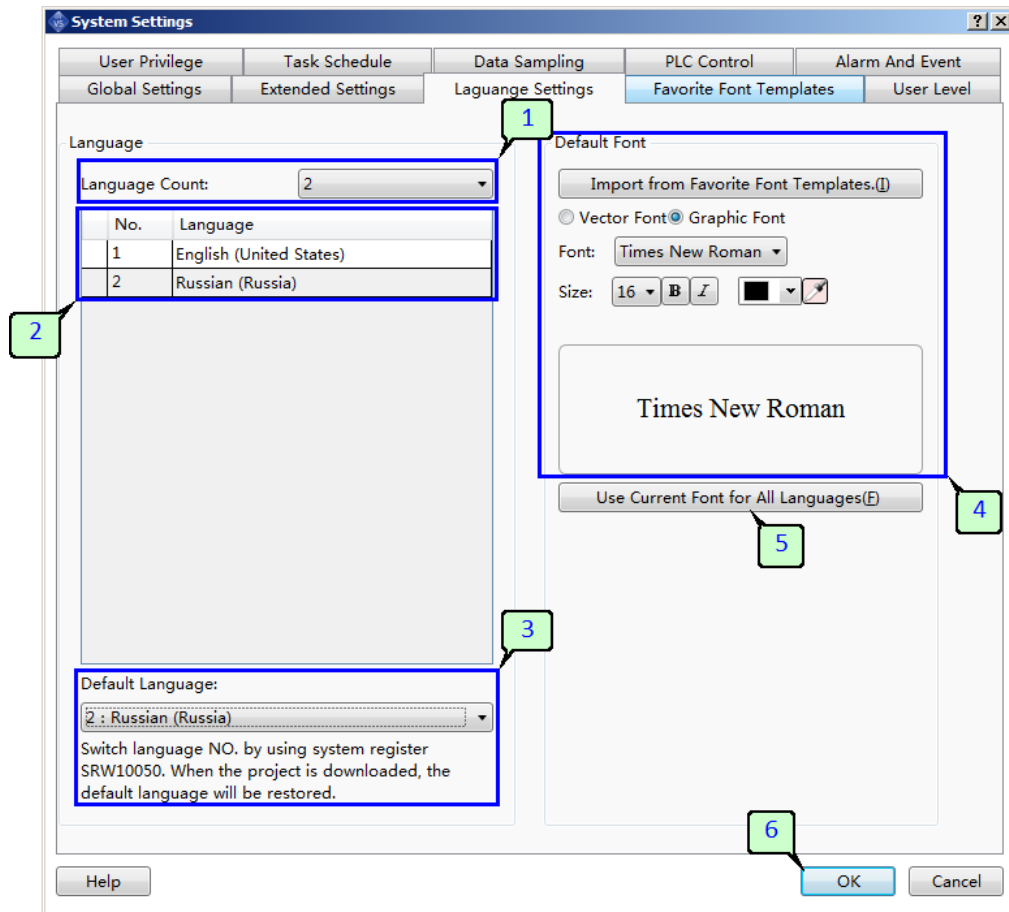 System Settings
User Privilege Task Schedule Data Sampling PLC Control Alarm And Event
Global Settings Extended Settings Laguange Settings Favorite Font Templates User Level
1
Language
Language Count: 2
No. Language
1 English (United States)
2 Russian (Russia)
2
Default Font
Import from Favorite Font Templates.(I)
Vector Font Graphic Font
Font: Times New Roman
Size: 16 B I
Times New Roman
Use Current Font for All Languages(F)
4
5
3
Default Language:
2 : Russian (Russia)
Switch language NO. by using system register
SRW10050. When the project is downloaded, the
default language will be restored.
6
Help OK Cancel